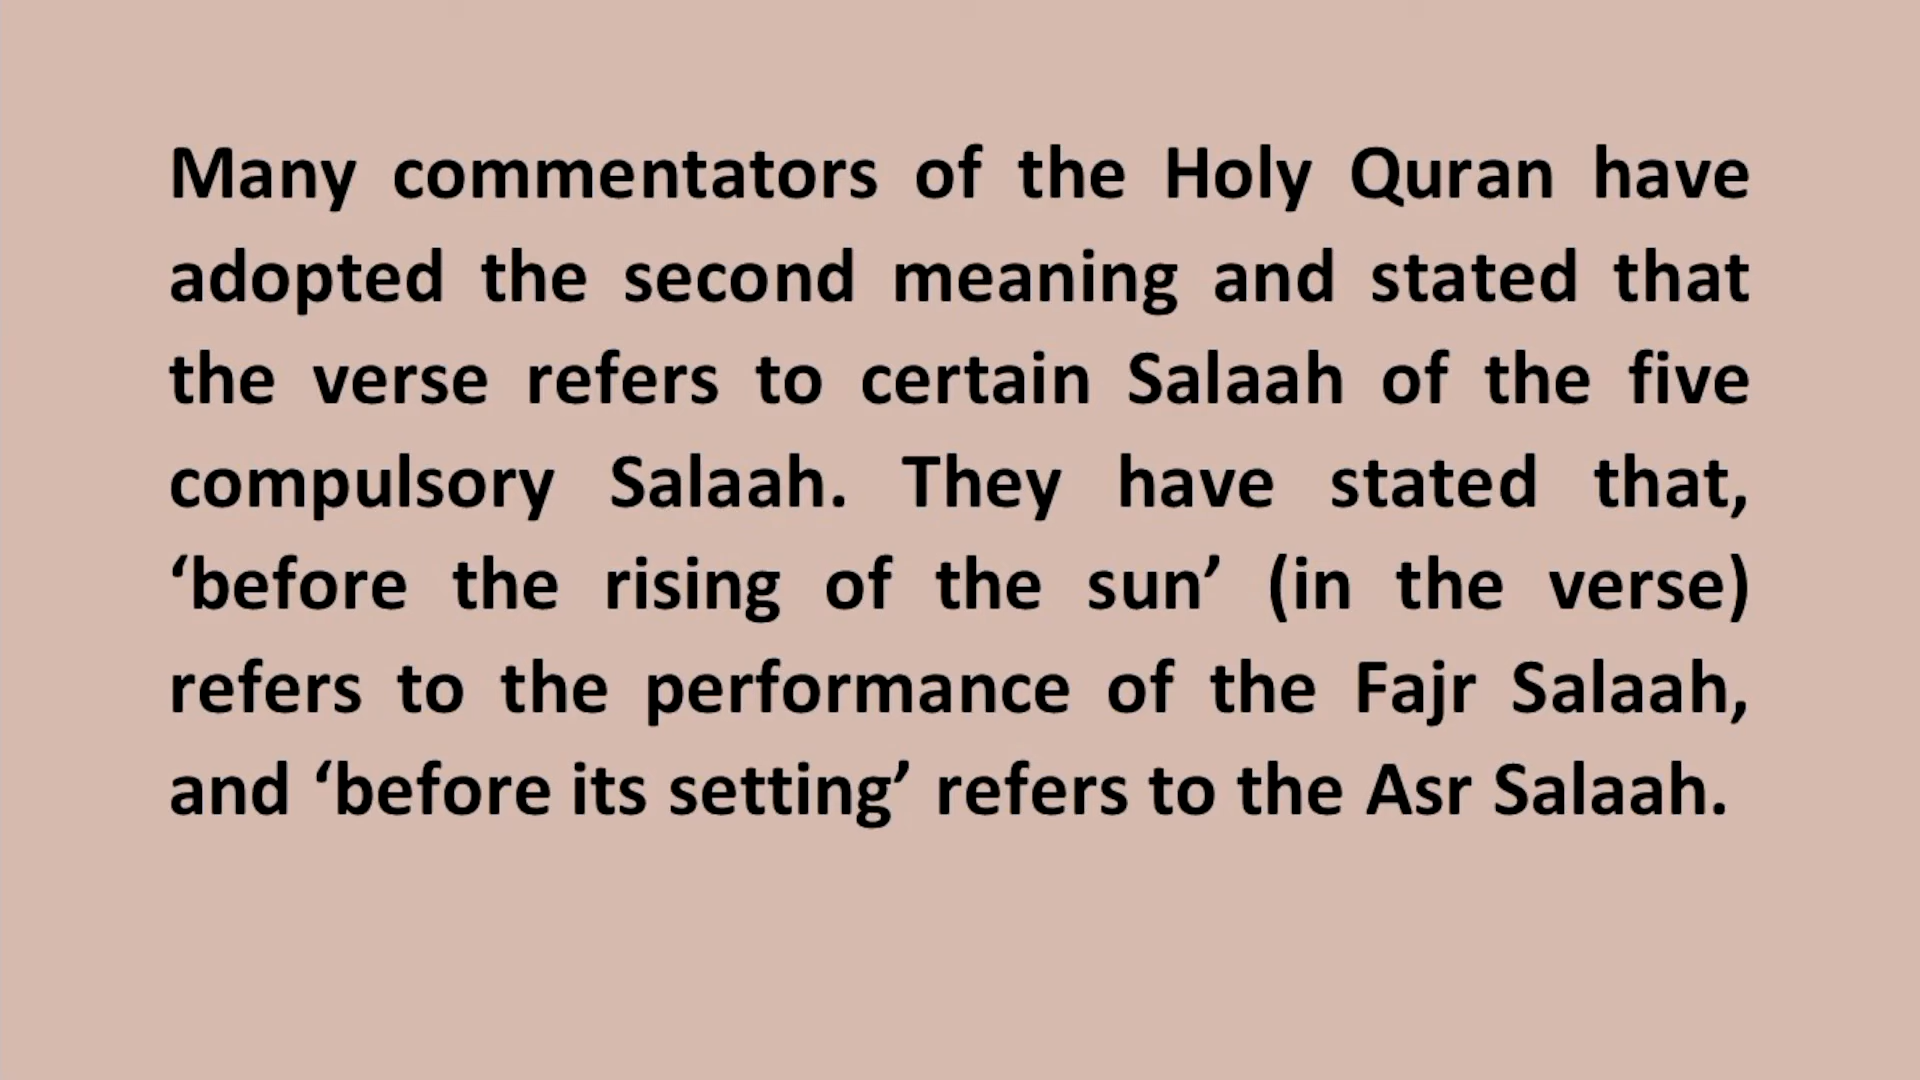 Many commentators of the Holy Quran have
adopted the second meaning and stated that
the verse refers to certain Salaah of the five
compulsory Salaah. They have stated that,
‘before the rising of the sun’ (in the verse)
refers to the performance of the Fajr Salaah,
and ‘before its setting’ refers to the Asr Salaah.